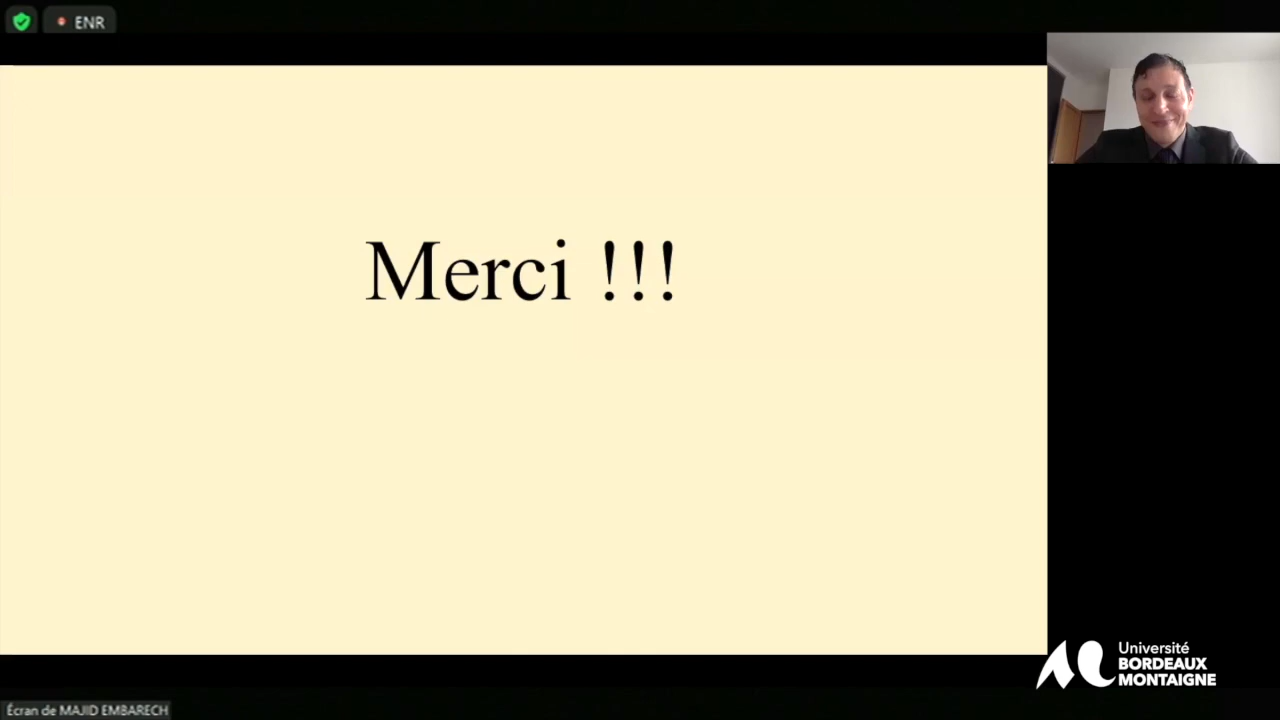 ENR
Merci !!!
Université
BORDEAUX
MONTAIGNE
Écran de MAJID EMBARECH